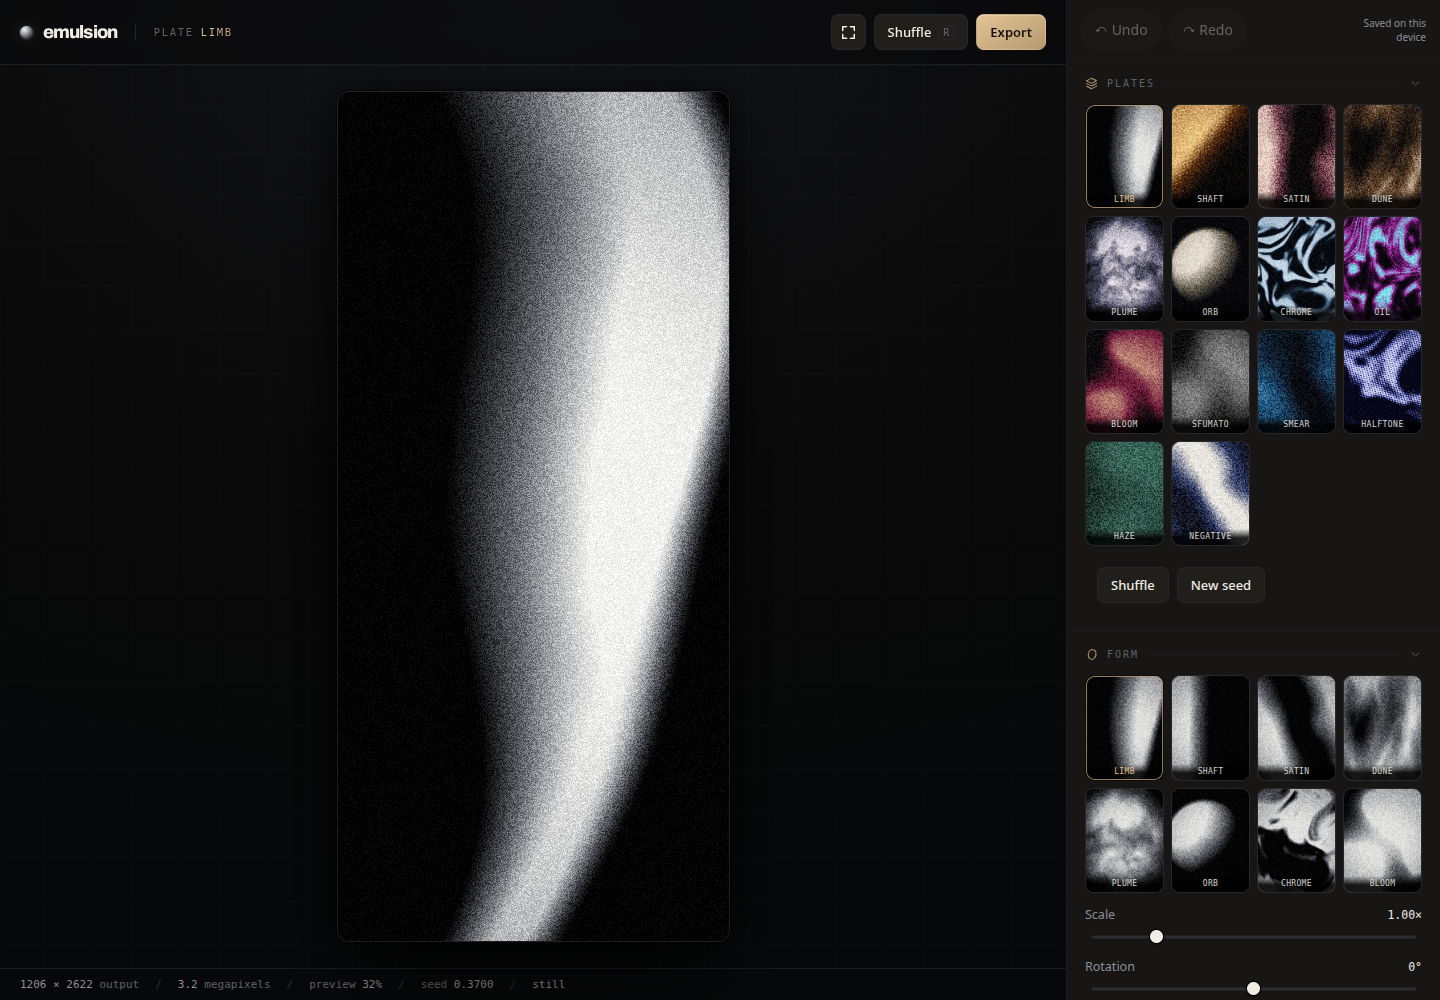 emulsion
PLATE LIMB
Shuffle R
Export
Undo
Redo
Saved on this
device
PLATES
LIMB
SHAFT
SATIN
DUNE
PLUME
ORB
CHROME
OIL
BLOOM
SFUMATO
SMEAR
HALFTONE
HAZE
NEGATIVE
Shuffle
New seed
FORM
LIMB
SHAFT
SATIN
DUNE
PLUME
ORB
CHROME
BLOOM
Scale 1.00×
Rotation 0°
1206 × 2622 output / 3.2 megapixels / preview 32% / seed 0.3700 / still